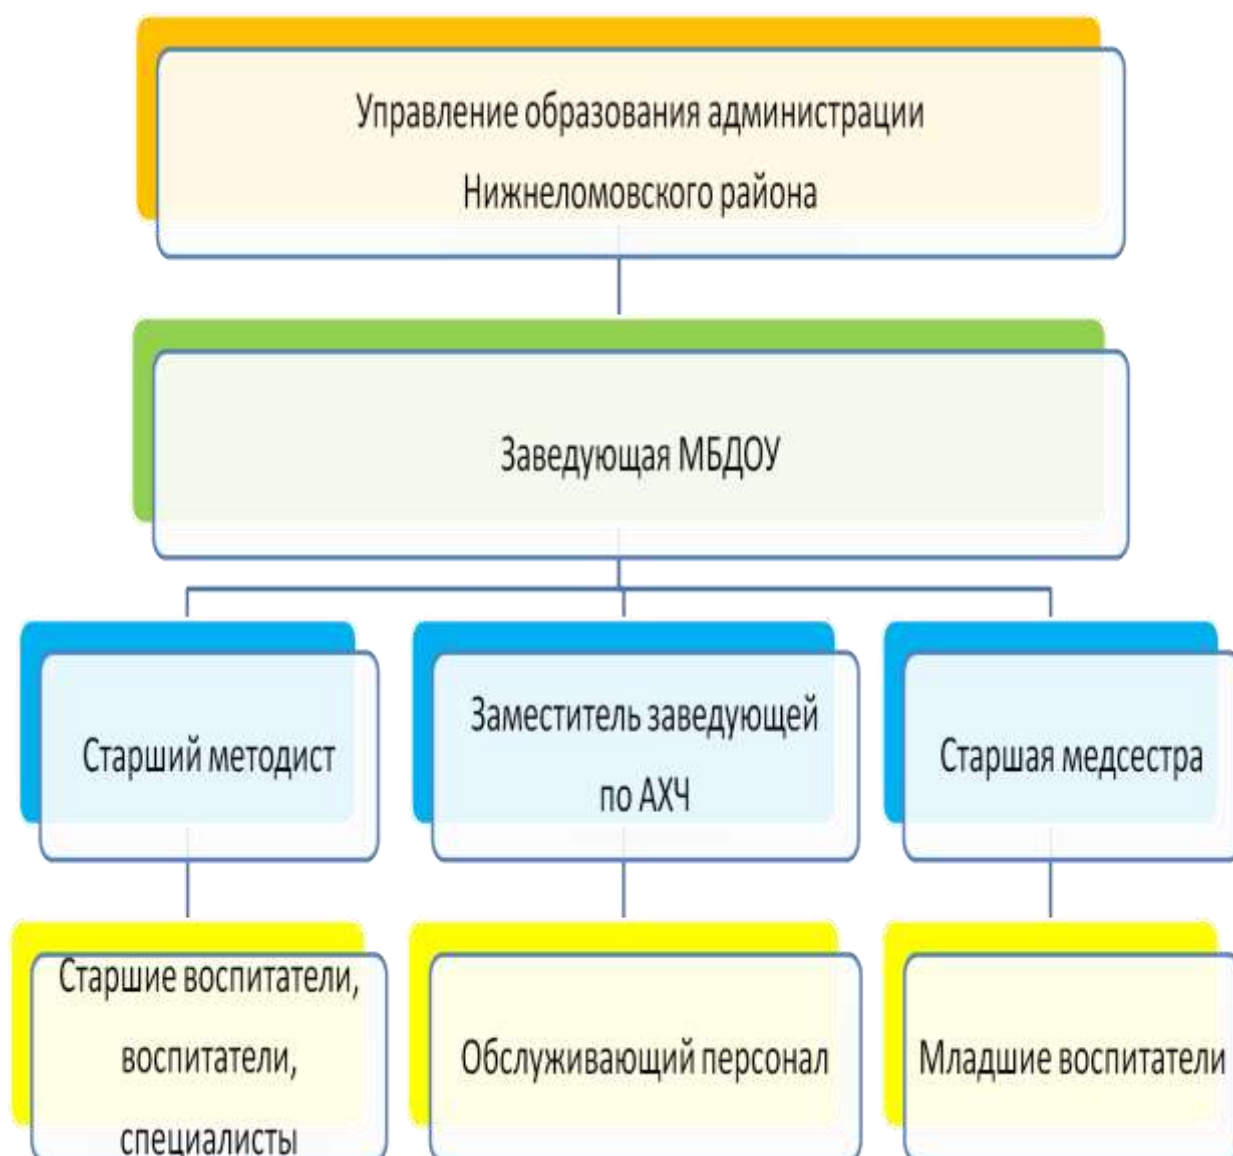 Управление образования администрации
Нижнеломовского района
Заведующая МБДОУ
Старший методист
Заместитель заведующей
по АХЧ
Старшая медсестра
Старшие воспитатели,
воспитатели,
специалисты
Обслуживающий персонал
Младшие воспитатели